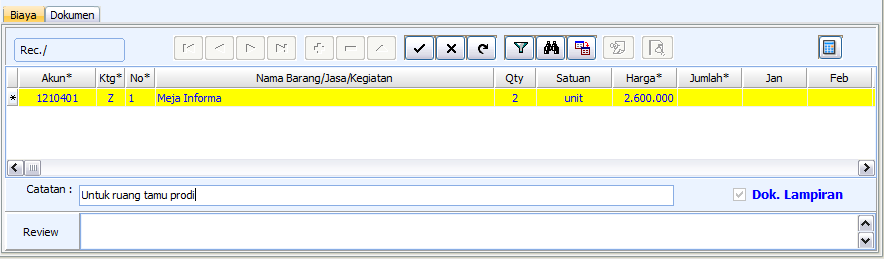 Biaya Dokumen
Rec./
Akun* Ktg* No* Nama Barang/Jasa/Kegiatan Qty Satuan Harga* Jumlah* Jan Feb
* 1210401 Z 1 Meja Informa 2 unit 2.600.000
Catatan : Untuk ruang tamu prodi Dok. Lampiran
Review